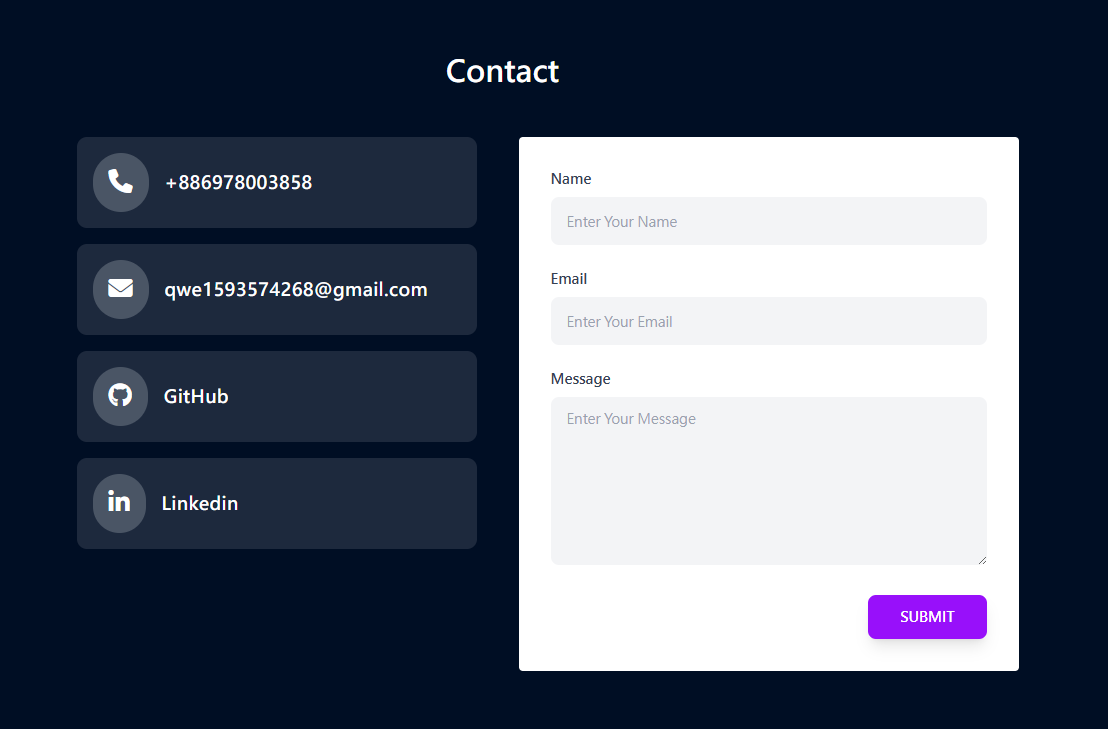 Contact
+886978003858
qwe1593574268@gmail.com
GitHub
Linkedin
Name
Enter Your Name
Email
Enter Your Email
Message
Enter Your Message
SUBMIT